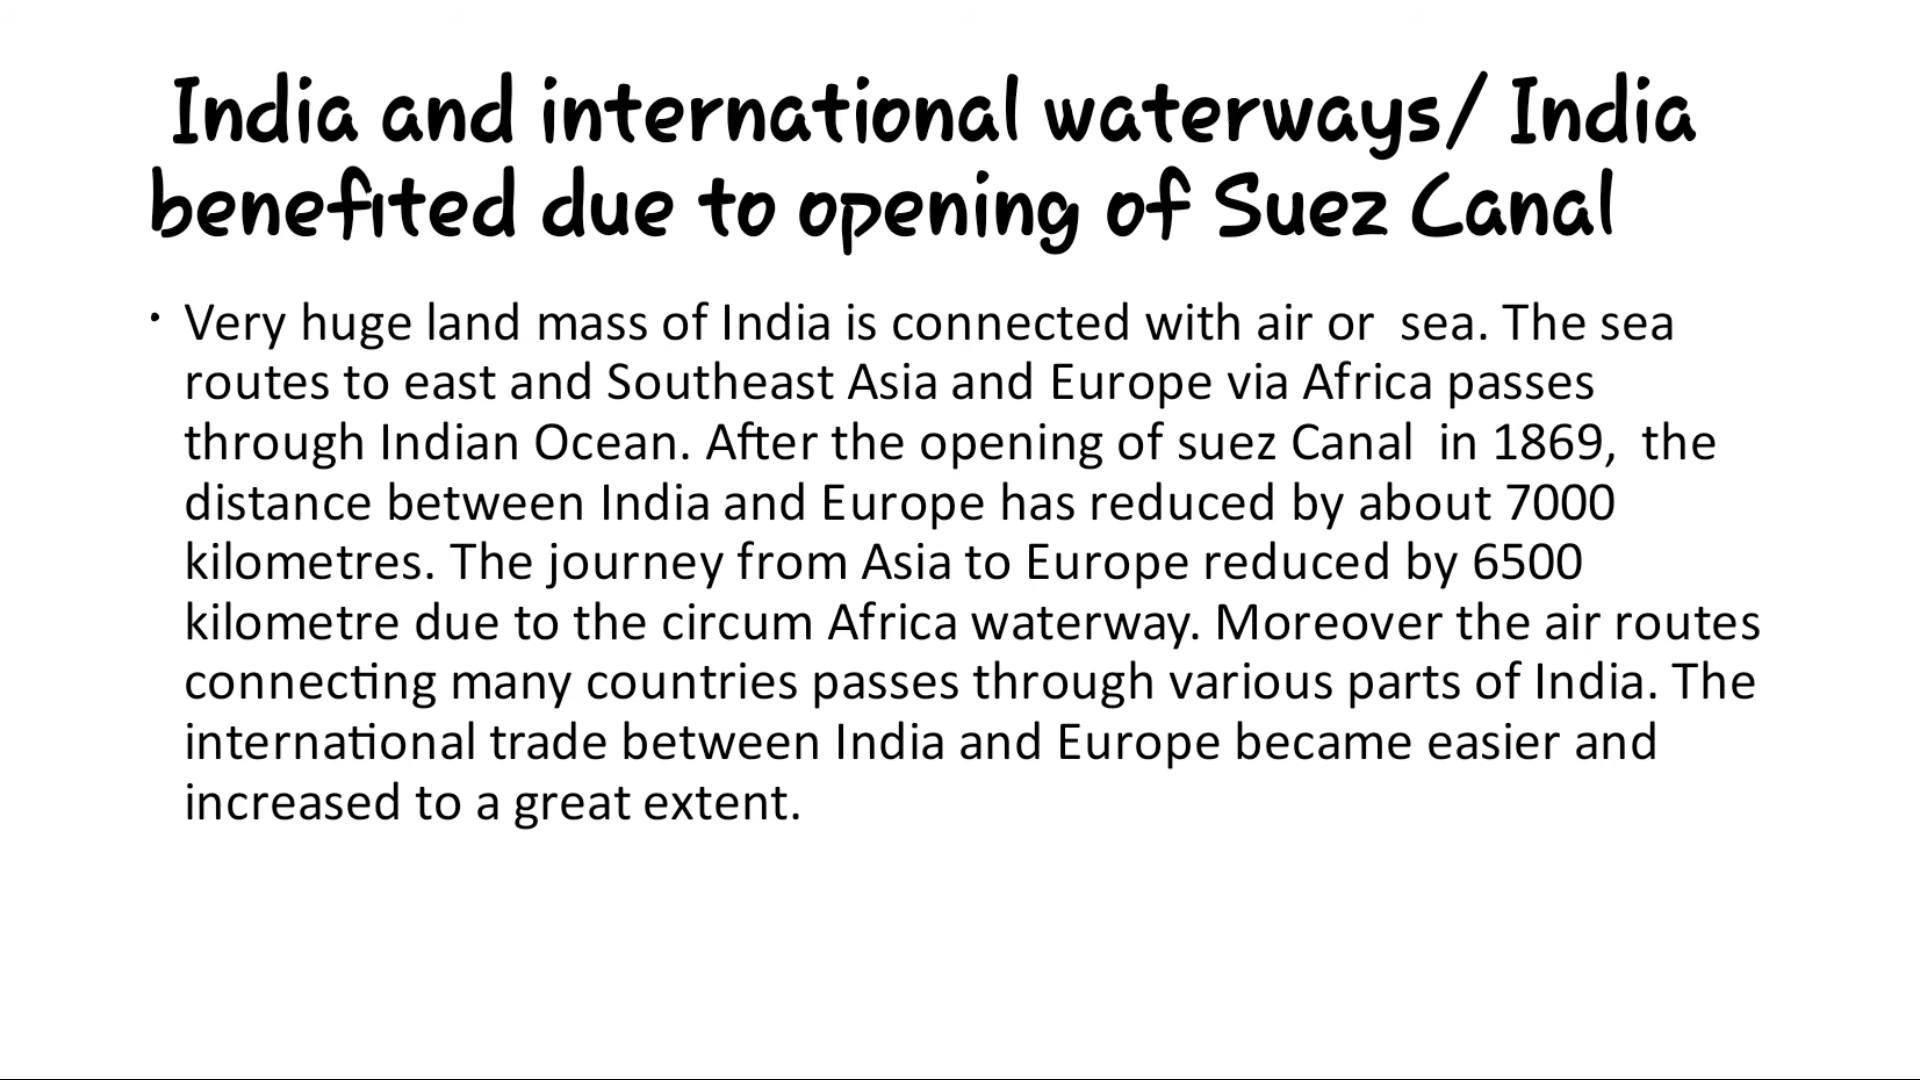 India and international waterways/ India
benefited due to opening of Suez Canal
• Very huge land mass of India is connected with air or  sea. The sea
routes to east and Southeast Asia and Europe via Africa passes
through Indian Ocean. After the opening of suez Canal  in 1869,  the
distance between India and Europe has reduced by about 7000
kilometres. The journey from Asia to Europe reduced by 6500
kilometre due to the circum Africa waterway. Moreover the air routes
connecting many countries passes through various parts of India. The
international trade between India and Europe became easier and
increased to a great extent.